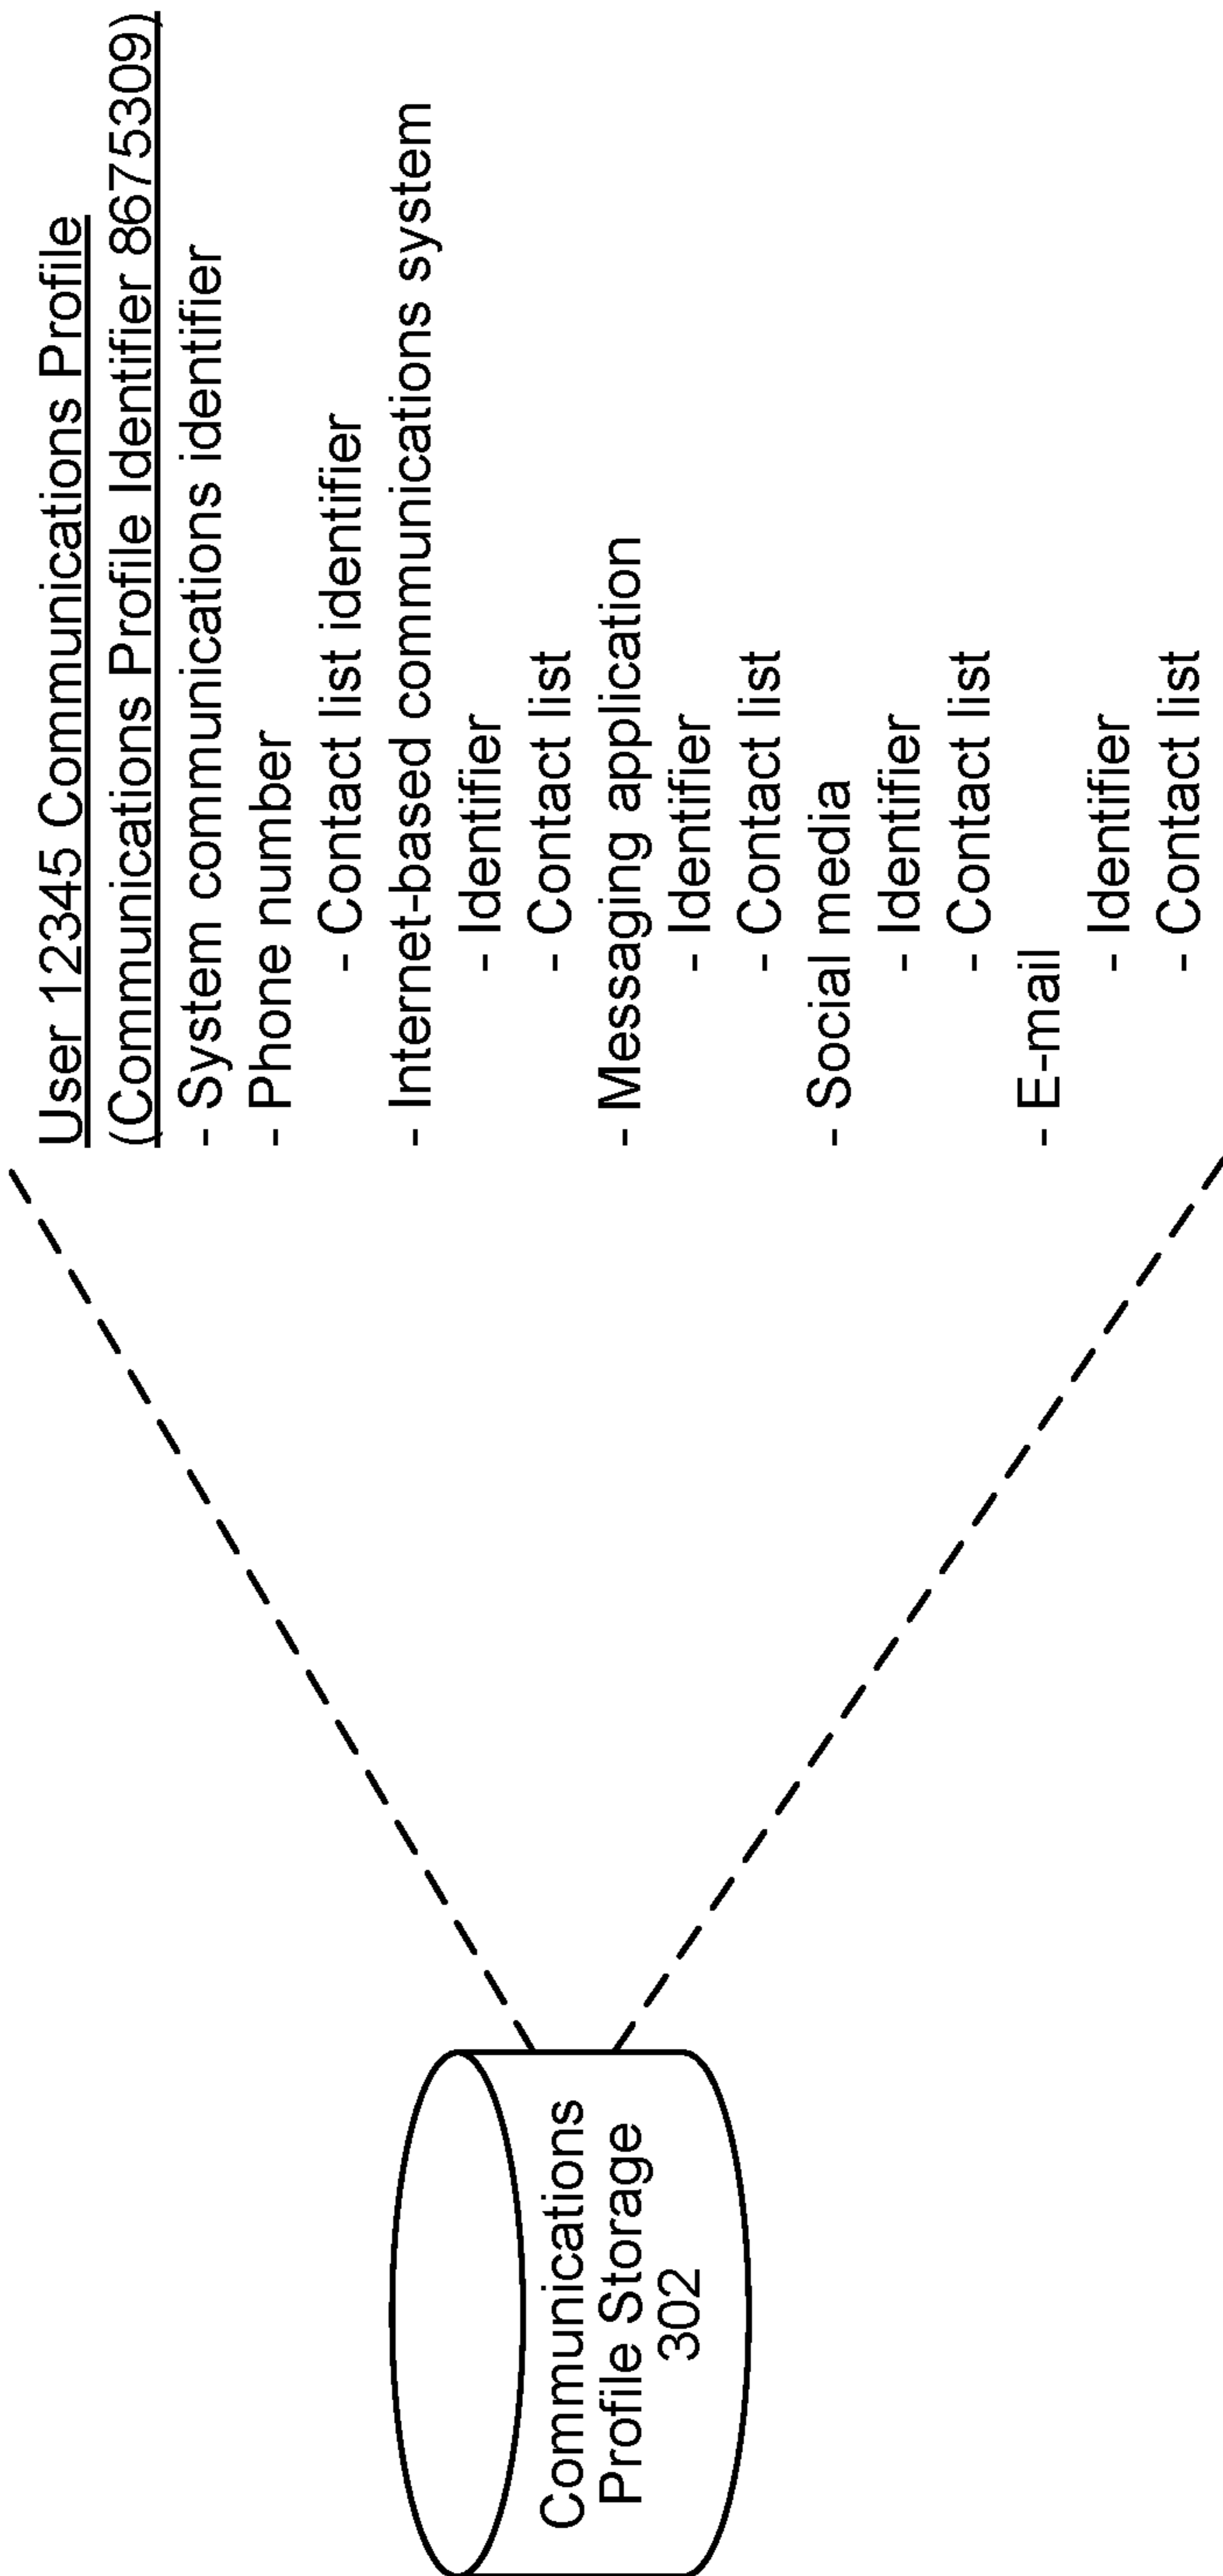 User 12345 Communications Profile
(Communications Profile Identifier 8675309)
- System communications identifier
- Phone number
- Contact list identifier
- Internet-based communications system
- Identifier
- Contact list
- Messaging application
- Identifier
- Contact list
- Social media
- Identifier
- Contact list
- E-mail
- Identifier
- Contact list
Communications
Profile Storage
302